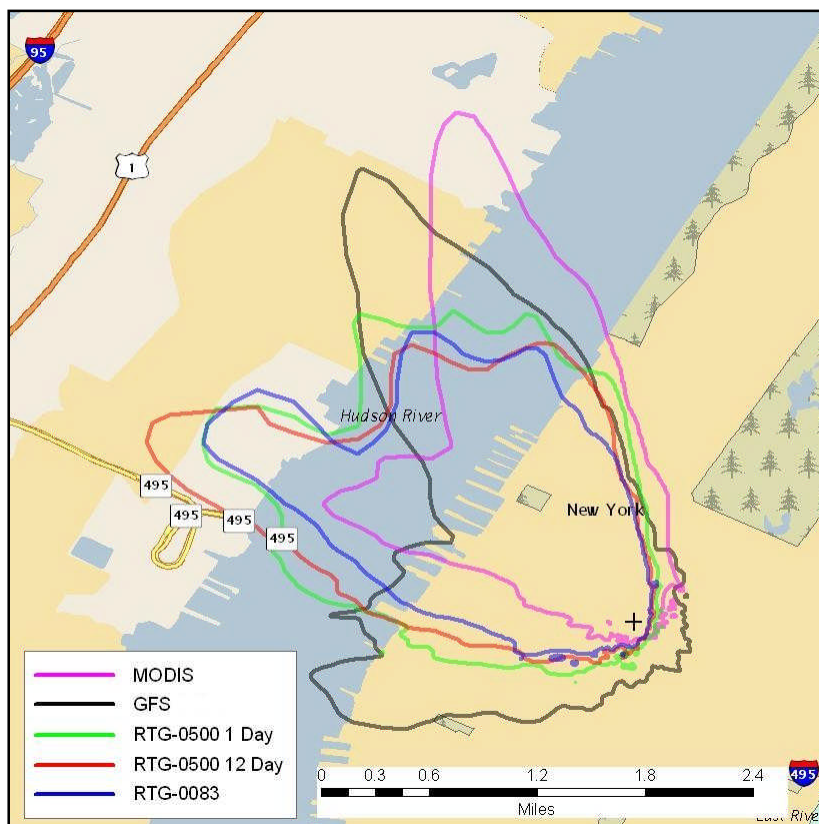 95
1
Hudson River
495
495
495
495
New York
MODIS
GFS
RTG-0500 1 Day
RTG-0500 12 Day
RTG-0083
0 0.3 0.6 1.2 1.8 2.4
Miles
495
East River